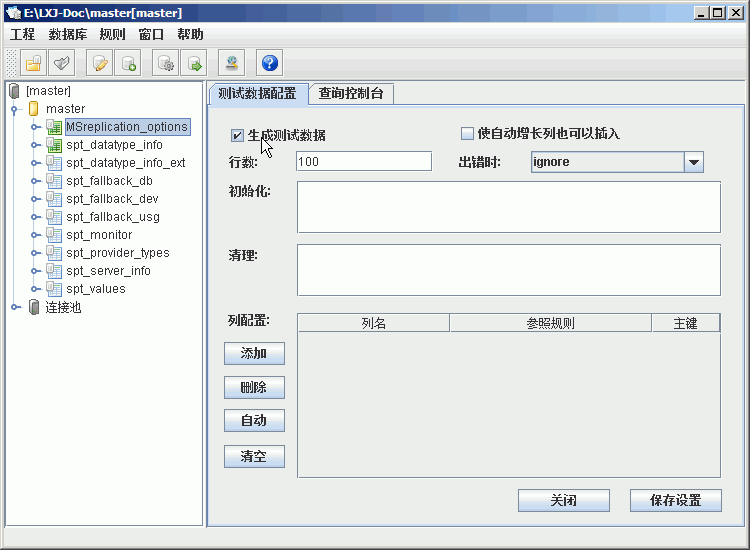 E:\LXJ-Doc\master[master]
工程 数据库 规则 窗口 帮助
[master]
master
MSreplication_options
spt_datatype_info
spt_datatype_info_ext
spt_fallback_db
spt_fallback_dev
spt_fallback_usg
spt_monitor
spt_provider_types
spt_server_info
spt_values
连接池
测试数据配置 查询控制台
生成测试数据 使自动增长列也可以插入
行数: 100 出错时: ignore
初始化:
清理:
列配置: 列名 参照规则 主键
添加
删除
自动
清空
关闭 保存设置